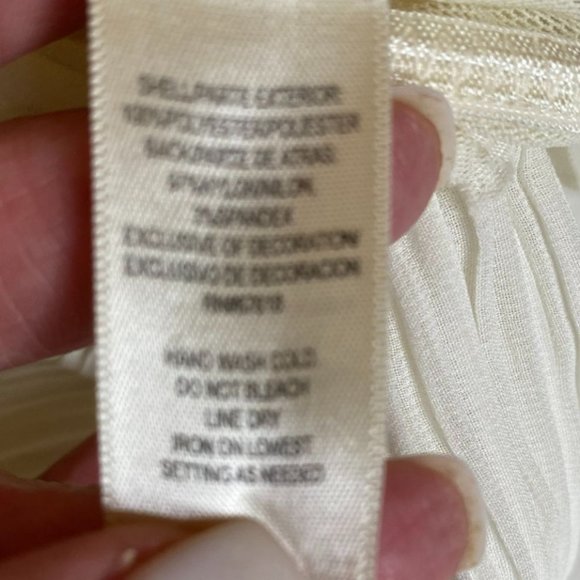 SHELL/PARTE EXTERIOR:
100%POLYESTER/POLIESTER
BACK/PARTE DE ATRAS:
97%NYLON/NILON,
3%SPANDEX
EXCLUSIVE OF DECORATION/
EXCLUSIVO DE DECORACION
HAND WASH COLD
DO NOT BLEACH
LINE DRY
IRON ON LOWEST
SETTING AS NEEDED